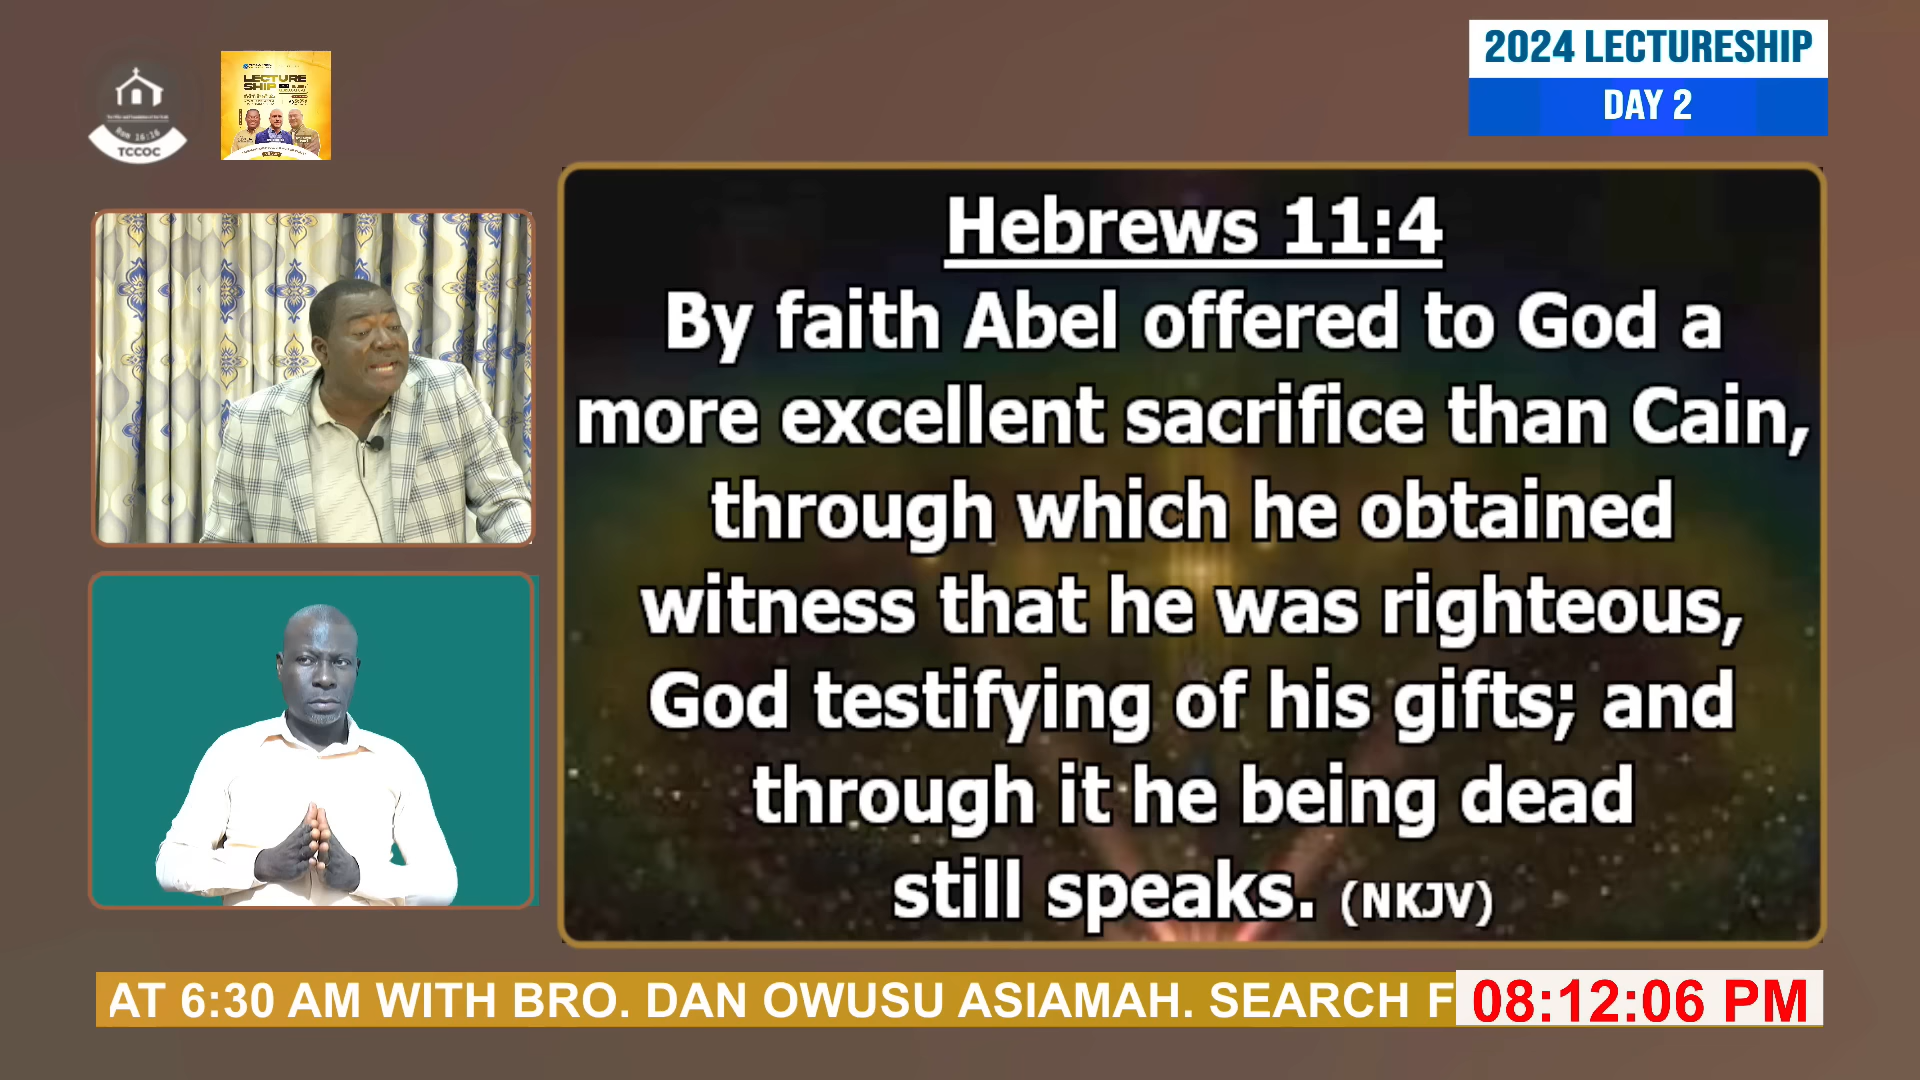 2024 LECTURESHIP
DAY 2
LECTURE
SHIP
Rom 16:16
TCCOC
Hebrews 11:4
By faith Abel offered to God a
more excellent sacrifice than Cain,
through which he obtained
witness that he was righteous,
God testifying of his gifts; and
through it he being dead
still speaks. (NKJV)
AT 6:30 AM WITH BRO. DAN OWUSU ASIAMAH. SEARCH F
08:12:06 PM